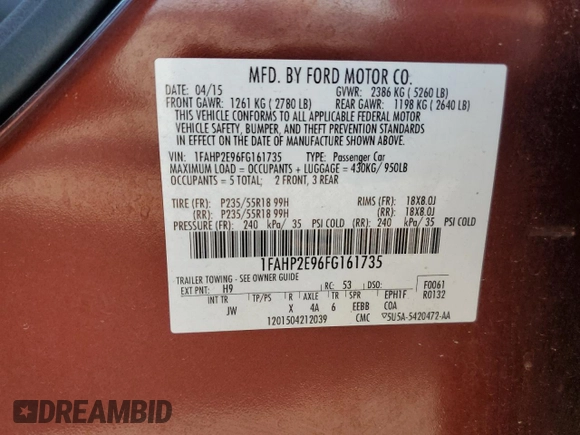 MFD. BY FORD MOTOR CO.
DATE: 04/15 GVWR: 2386 KG ( 5260 LB)
FRONT GAWR: 1261 KG ( 2780 LB) REAR GAWR: 1198 KG ( 2640 LB)
THIS VEHICLE CONFORMS TO ALL APPLICABLE FEDERAL MOTOR
VEHICLE SAFETY, BUMPER, AND THEFT PREVENTION STANDARDS
IN EFFECT ON THE DATE OF MANUFACTURE SHOWN ABOVE.
VIN: 1FAHP2E96FG161735 TYPE: Passenger Car
MAXIMUM LOAD = OCCUPANTS + LUGGAGE = 430KG/ 950LB
OCCUPANTS = 5 TOTAL; 2 FRONT, 3 REAR
TIRE (FR): P235/55R18 99H RIMS (FR): 18X8.0J
(RR): P235/55R18 99H (RR): 18X8.0J
PRESSURE (FR): 240 kPa/ 35 PSI COLD (RR): 240 kPa/ 35 PSI COLD
1FAHP2E96FG161735
TRAILER TOWING - SEE OWNER GUIDE
EXT PNT: H9 RC: 53 DSO: F0061
INT TR TP/PS R AXLE TR SPR EPH1F R0132
JW X 4A 6 EEBB COA
1201504212039 CMC 5U5A-5420472-AA
DREAMBID